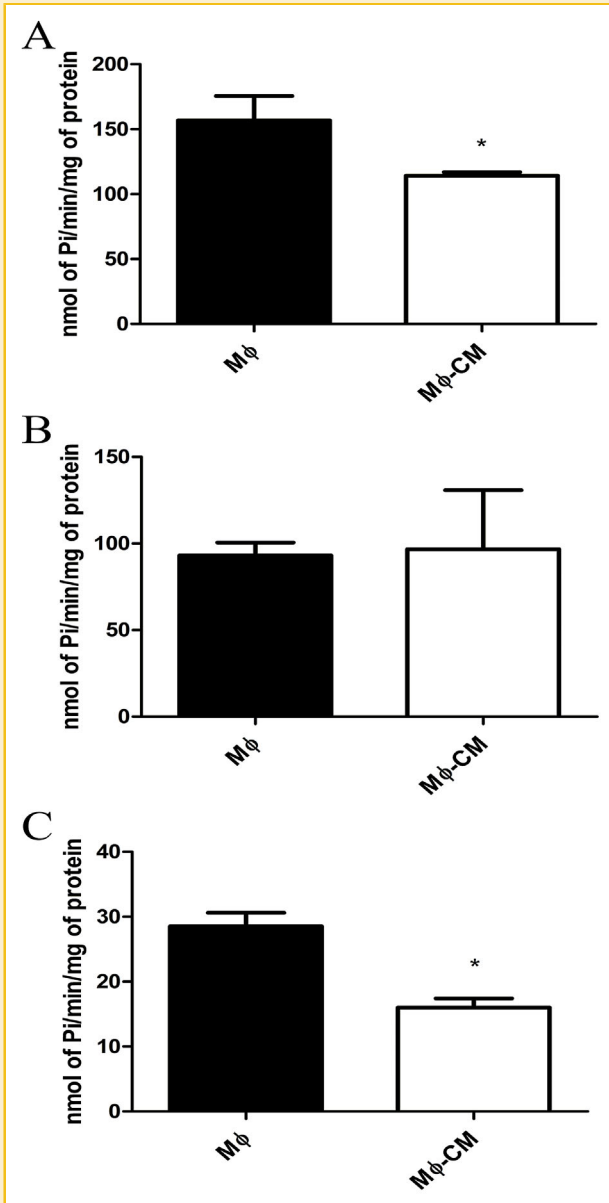 A
nmol of Pi/min/mg of protein
200
150
100
50
0
*
Mϕ
Mϕ-CM
B
nmol of Pi/min/mg of protein
150
100
50
0
Mϕ
Mϕ-CM
C
nmol of Pi/min/mg of protein
40
30
20
10
0
*
Mϕ
Mϕ-CM